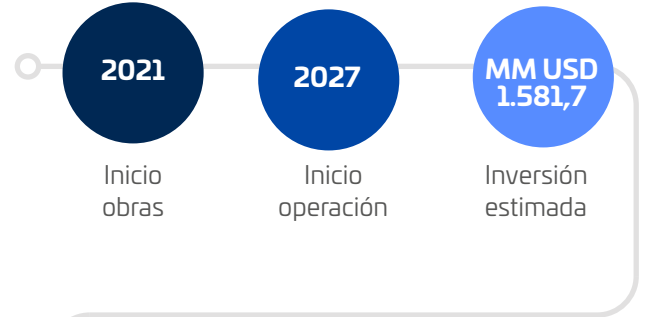 2021
Inicio
obras
2027
Inicio
operación
MM USD
1.581,7
Inversión
estimada